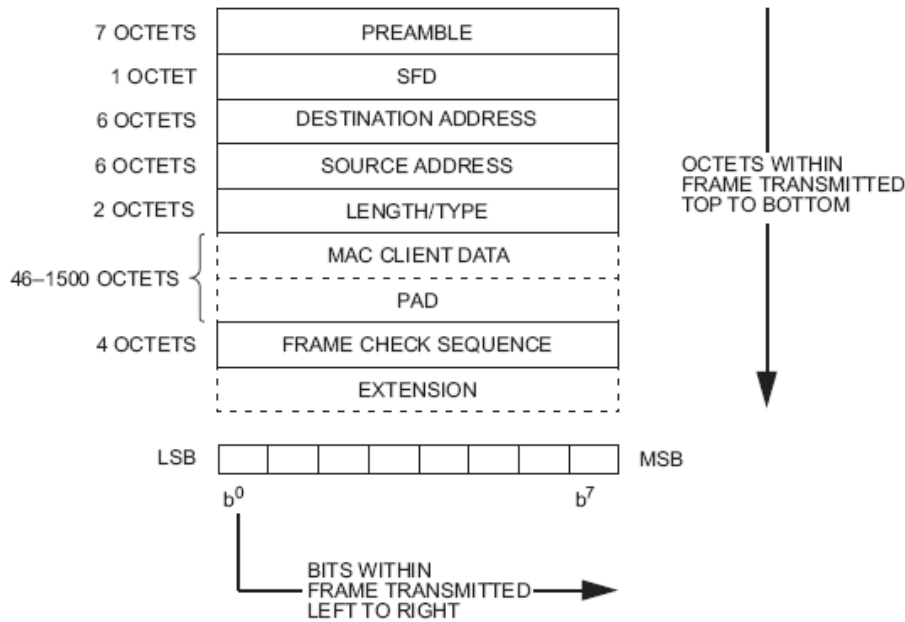 7 OCTETS PREAMBLE
1 OCTET SFD
6 OCTETS DESTINATION ADDRESS
6 OCTETS SOURCE ADDRESS
2 OCTETS LENGTH/TYPE
46–1500 OCTETS MAC CLIENT DATA
PAD
4 OCTETS FRAME CHECK SEQUENCE
EXTENSION
OCTETS WITHIN
FRAME TRANSMITTED
TOP TO BOTTOM
LSB MSB
b0 b7
BITS WITHIN
FRAME TRANSMITTED
LEFT TO RIGHT